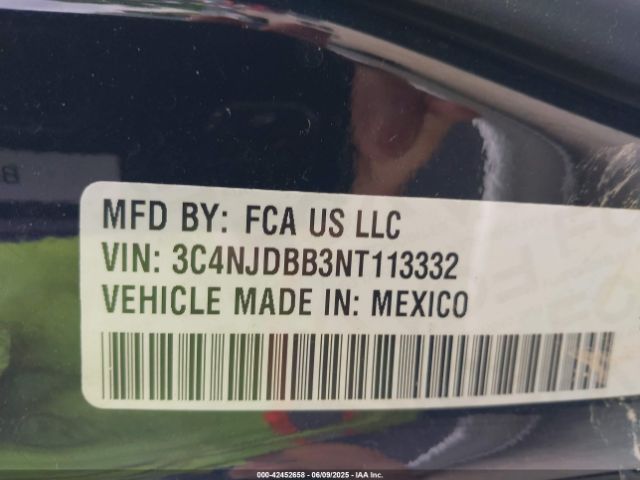 MFD BY: FCA US LLC
VIN: 3C4NJDBB3NT113332
VEHICLE MADE IN: MEXICO
000-42452658 - 06/09/2025 - IAA Inc.